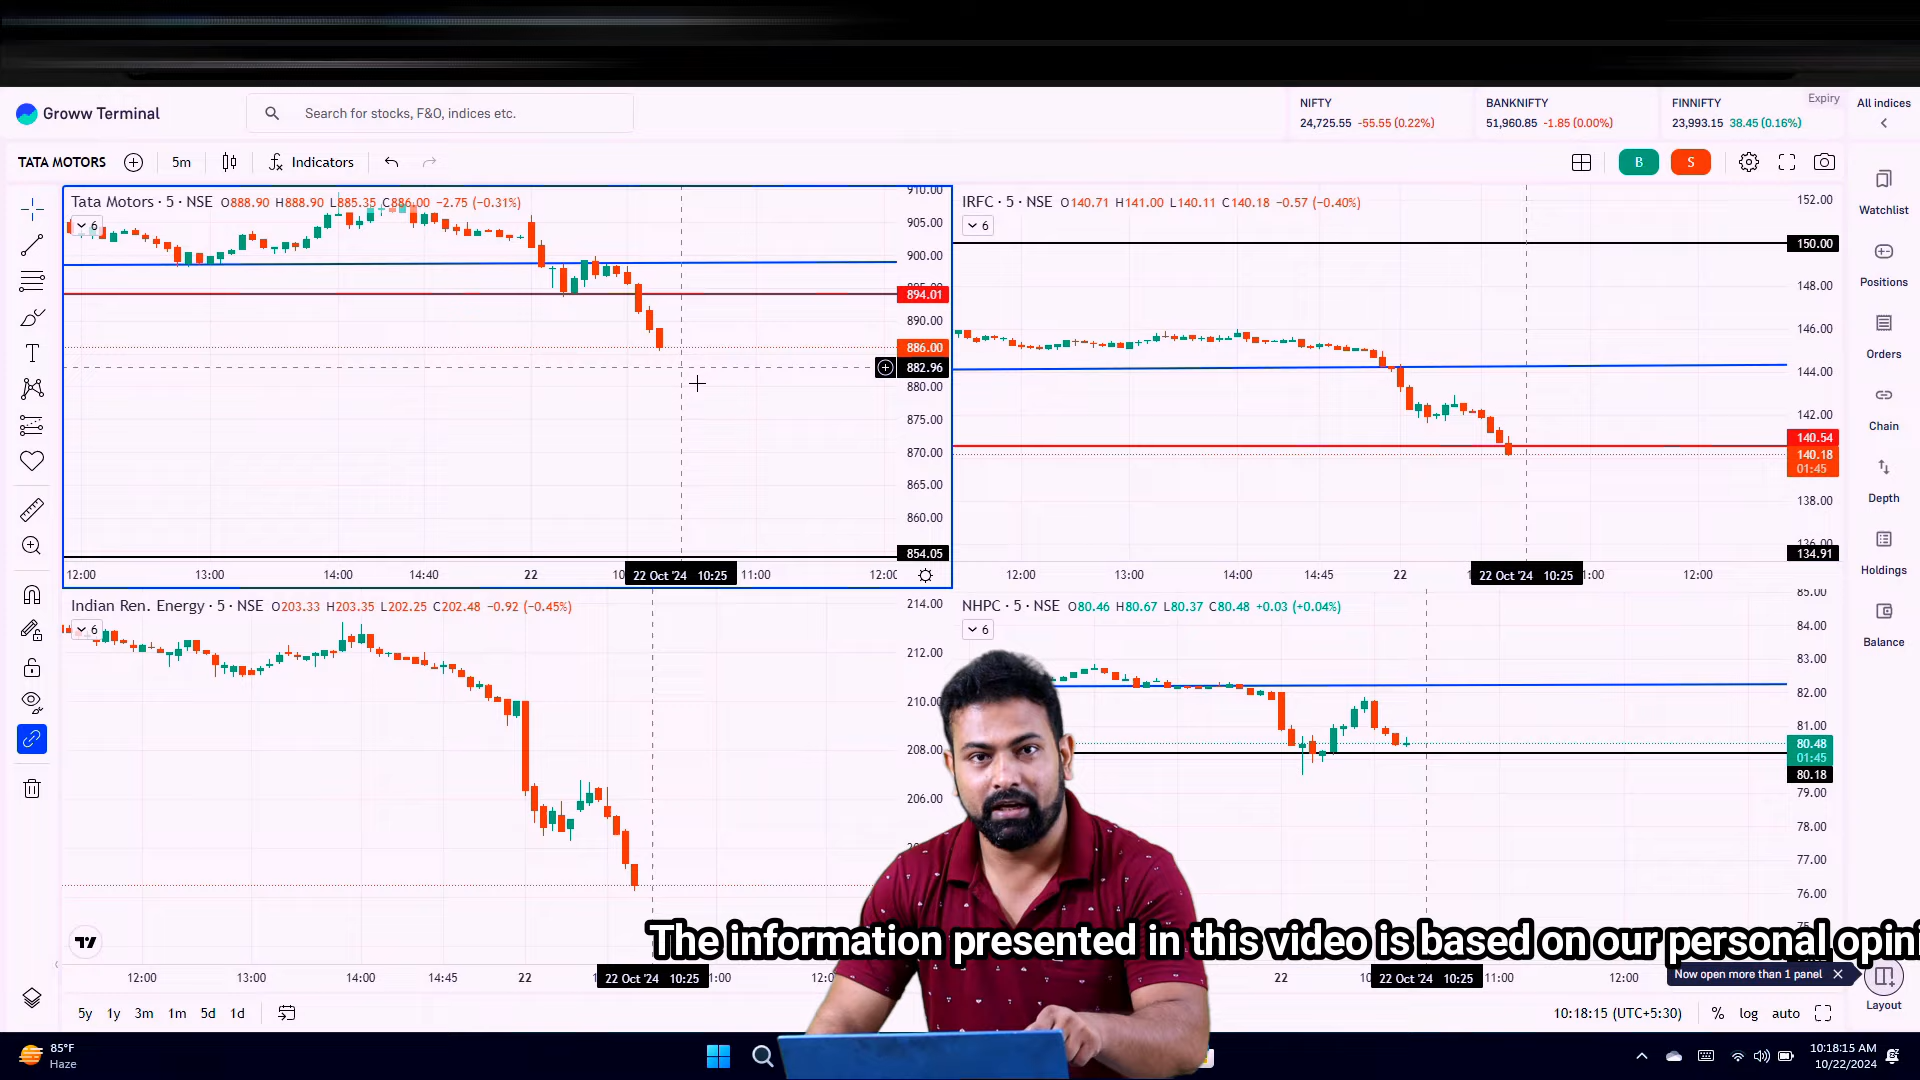 Groww Terminal
Search for stocks, F&O, indices etc.
NIFTY
24,725.55 -55.55 (0.22%)
BANKNIFTY
51,960.85 -1.85 (0.00%)
FINNIFTY
Expiry
23,993.15 38.45 (0.16%)
All indices
TATA MOTORS
5m
Indicators
B
S
Tata Motors · 5 · NSE O888.90 H888.90 L885.35 C886.00 −2.75 (−0.31%)
6
910.00
905.00
900.00
894.01
890.00
886.00
882.96
880.00
875.00
870.00
865.00
860.00
854.05
12:00 13:00 14:00 14:40 22 22 Oct '24 10:25 11:00
IRFC · 5 · NSE O140.71 H141.00 L140.11 C140.18 −0.57 (−0.40%)
6
152.00
150.00
148.00
146.00
144.00
142.00
140.54
140.18
01:45
138.00
134.91
12:00 13:00 14:00 14:45 22 22 Oct '24 10:25 12:00
Indian Ren. Energy · 5 · NSE O203.33 H203.35 L202.25 C202.48 −0.92 (−0.45%)
6
214.00
212.00
210.00
208.00
206.00
12:00 13:00 14:00 14:45 22 22 Oct '24 10:25
NHPC · 5 · NSE O80.46 H80.67 L80.37 C80.48 +0.03 (+0.04%)
6
85.00
84.00
83.00
82.00
81.00
80.48
01:45
80.18
79.00
78.00
77.00
76.00
22 22 Oct '24 10:25 11:00 12:00
Watchlist
Positions
Orders
Chain
Depth
Holdings
Balance
The information presented in this video is based on our personal opini
Now open more than 1 panel
Layout
5y 1y 3m 1m 5d 1d
10:18:15 (UTC+5:30) % log auto
85°F
Haze
10:18:15 AM
10/22/2024